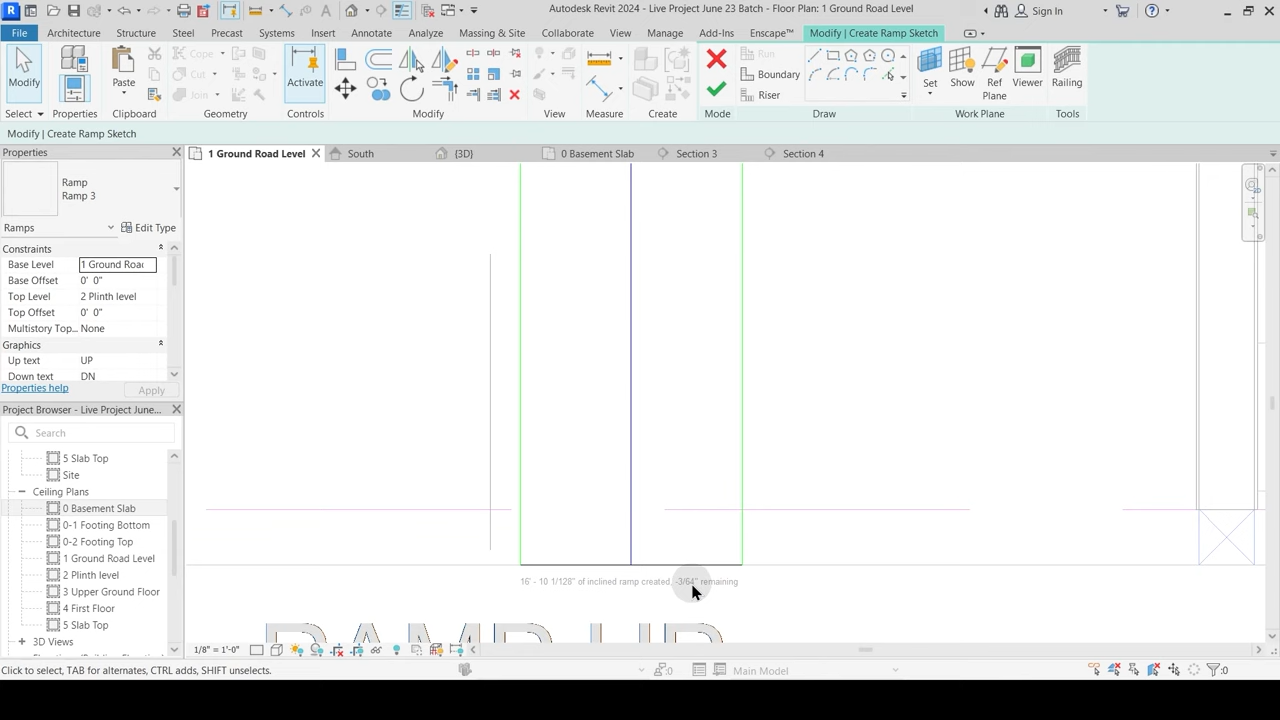 Autodesk Revit 2024 - Live Project June 23 Batch - Floor Plan: 1 Ground Road Level
Sign In
File
Architecture
Structure
Steel
Precast
Systems
Insert
Annotate
Analyze
Massing & Site
Collaborate
View
Manage
Add-Ins
Enscape™
Modify | Create Ramp Sketch
Modify
Paste
Cope
Cut
Join
Activate
Run
Boundary
Riser
Set
Show
Ref
Plane
Viewer
Railing
Select
Properties
Clipboard
Geometry
Controls
Modify
View
Measure
Create
Mode
Draw
Work Plane
Tools
Modify | Create Ramp Sketch
Properties
1 Ground Road Level
South
{3D}
0 Basement Slab
Section 3
Section 4
Ramp
Ramp 3
Ramps
Edit Type
Constraints
Base Level 1 Ground Roa
Base Offset 0' 0"
Top Level 2 Plinth level
Top Offset 0' 0"
Multistory Top... None
Graphics
Up text UP
Down text DN
Properties help
Apply
Project Browser - Live Project June...
Search
5 Slab Top
Site
Ceiling Plans
0 Basement Slab
0-1 Footing Bottom
0-2 Footing Top
1 Ground Road Level
2 Plinth level
3 Upper Ground Floor
4 First Floor
5 Slab Top
3D Views
16' - 10 1/128" of inclined ramp created, -3/64" remaining
RAMP UP
1/8" = 1'-0"
Click to select, TAB for alternates, CTRL adds, SHIFT unselects.
:0
Main Model
:0